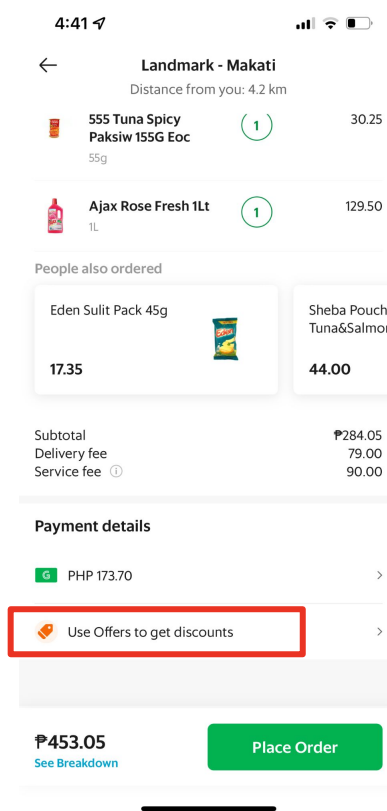 4:41
Landmark - Makati
Distance from you: 4.2 km
555 Tuna Spicy 1 30.25
Paksiw 155G Eoc
55g
Ajax Rose Fresh 1Lt 1 129.50
1L
People also ordered
Eden Sulit Pack 45g
Eden
17.35
Sheba Pouch
Tuna&Salmo
44.00
Subtotal ₱284.05
Delivery fee 79.00
Service fee 90.00
Payment details
G PHP 173.70
Use Offers to get discounts
₱453.05
See Breakdown
Place Order